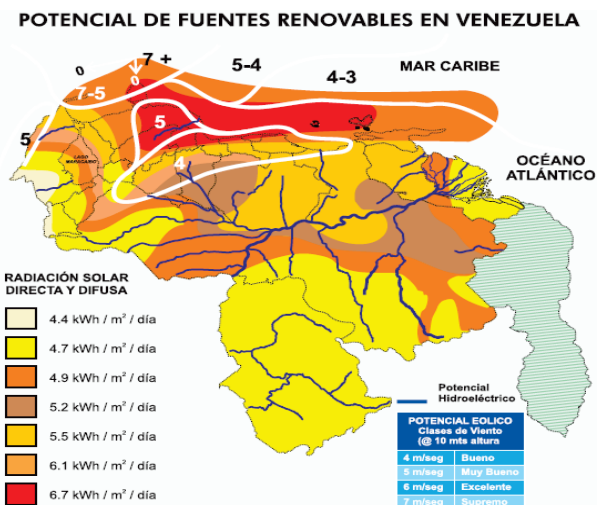 POTENCIAL DE FUENTES RENOVABLES EN VENEZUELA
0
7 +
5-4
4-3
MAR CARIBE
0
7-5
5
5
4
LAGO
MARACAIBO
OCÉANO
ATLÁNTICO
RADIACIÓN SOLAR
DIRECTA Y DIFUSA
4.4 kWh / m² / día
4.7 kWh / m² / día
4.9 kWh / m² / día
5.2 kWh / m² / día
5.5 kWh / m² / día
6.1 kWh / m² / día
6.7 kWh / m² / día
Potencial
Hidroeléctrico
POTENCIAL EOLICO
Clases de Viento
(@ 10 mts altura
4 m/seg Bueno
5 m/seg Muy Bueno
6 m/seg Excelente
7 m/seg Supremo